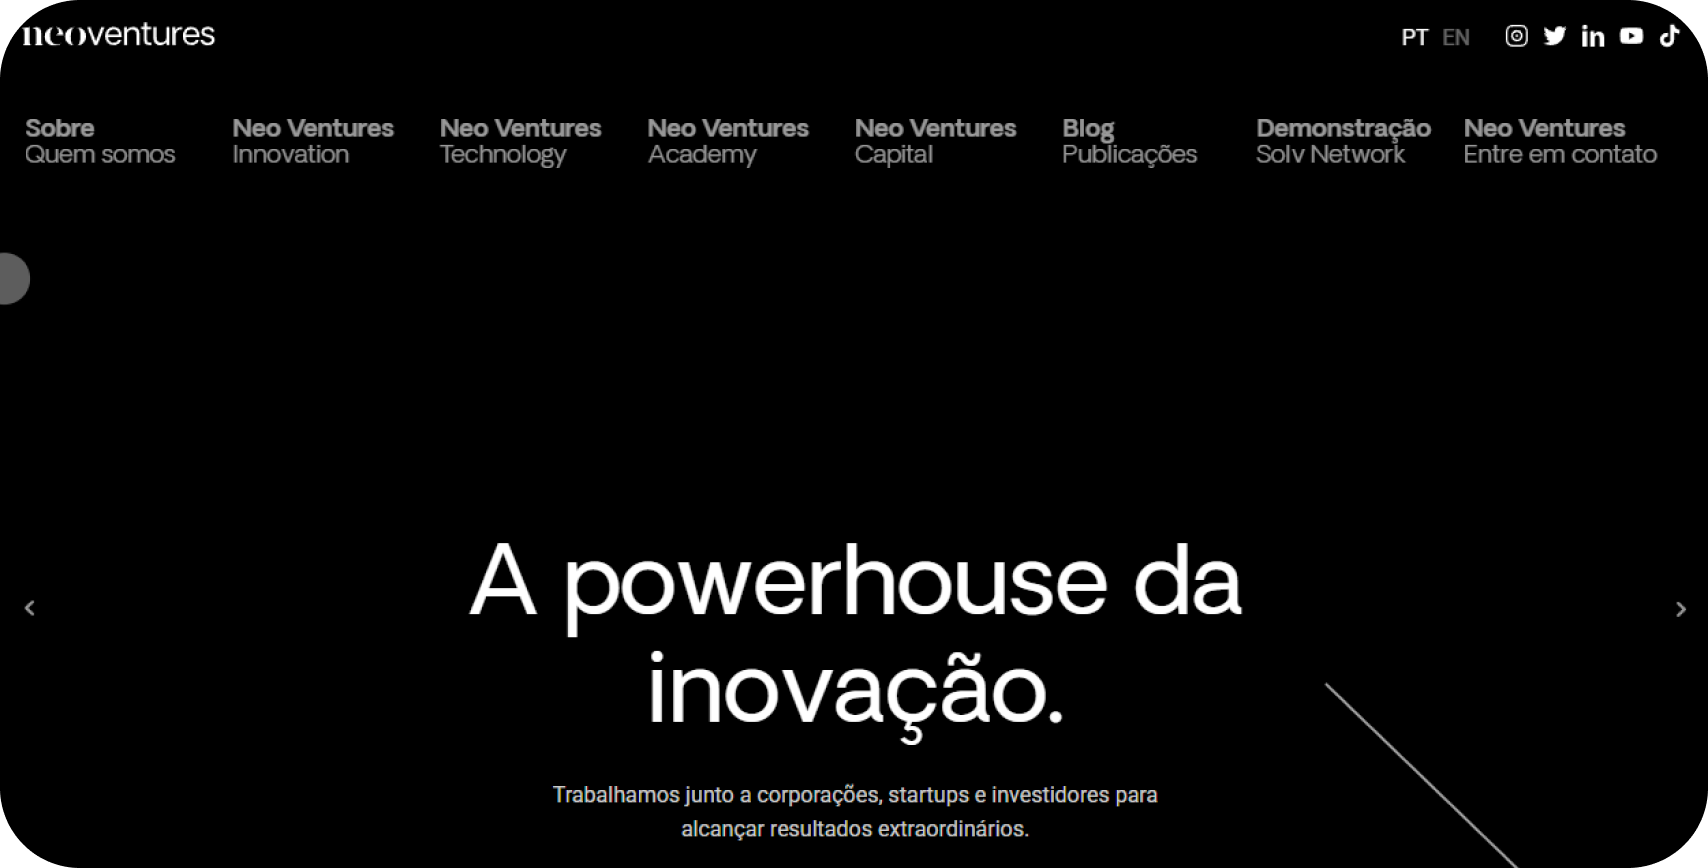 neoventures
PT EN
Sobre
Quem somos
Neo Ventures
Innovation
Neo Ventures
Technology
Neo Ventures
Academy
Neo Ventures
Capital
Blog
Publicações
Demonstração
Solv Network
Neo Ventures
Entre em contato
A powerhouse da
inovação.
Trabalhamos junto a corporações, startups e investidores para
alcançar resultados extraordinários.